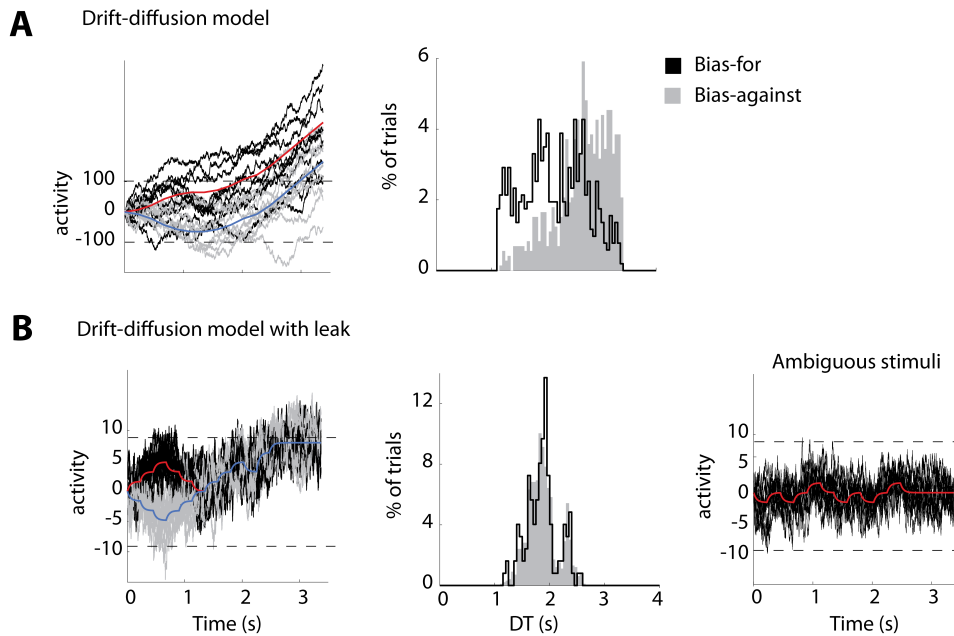 A
Drift-diffusion model
activity
100
0
-100
% of trials
6
4
2
0
Bias-for
Bias-against
B
Drift-diffusion model with leak
activity
10
5
0
-5
-10
0 1 2 3
Time (s)
% of trials
12
8
4
0
0 1 2 3 4
DT (s)
Ambiguous stimuli
activity
10
5
0
-5
-10
0 1 2 3
Time (s)